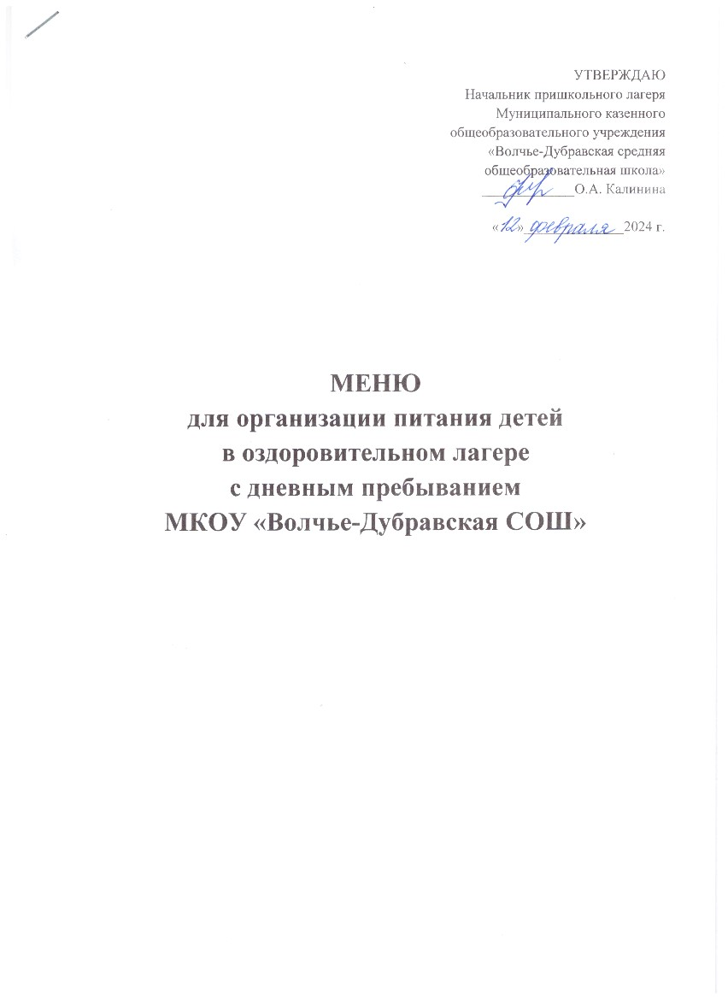 УТВЕРЖДАЮ
Начальник пришкольного лагеря
Муниципального казенного
общеобразовательного учреждения
«Волчье-Дубравская средняя
общеобразовательная школа»
____________О.А. Калинина
«12» февраля 2024 г.
МЕНЮ
для организации питания детей
в оздоровительном лагере
с дневным пребыванием
МКОУ «Волчье-Дубравская СОШ»